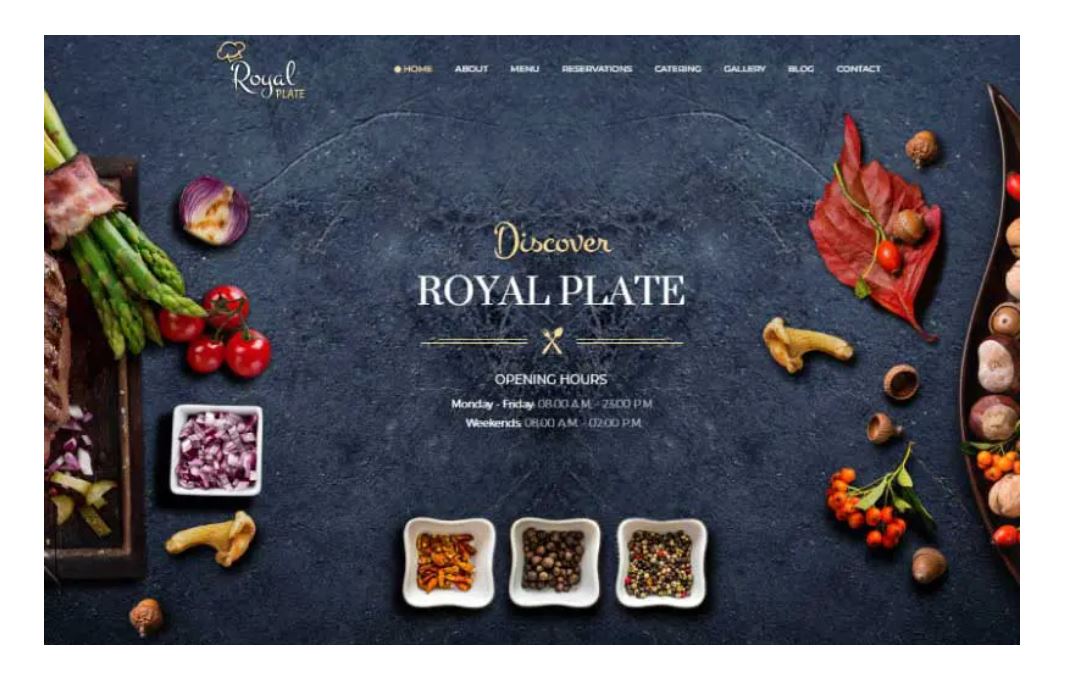 Royal
PLATE
HOME ABOUT MENU RESERVATIONS CATERING GALLERY BLOG CONTACT
Discover
ROYAL PLATE
OPENING HOURS
Monday - Friday: 08:00 A.M. - 23:00 P.M.
Weekends: 08:00 A.M. - 02:00 P.M.